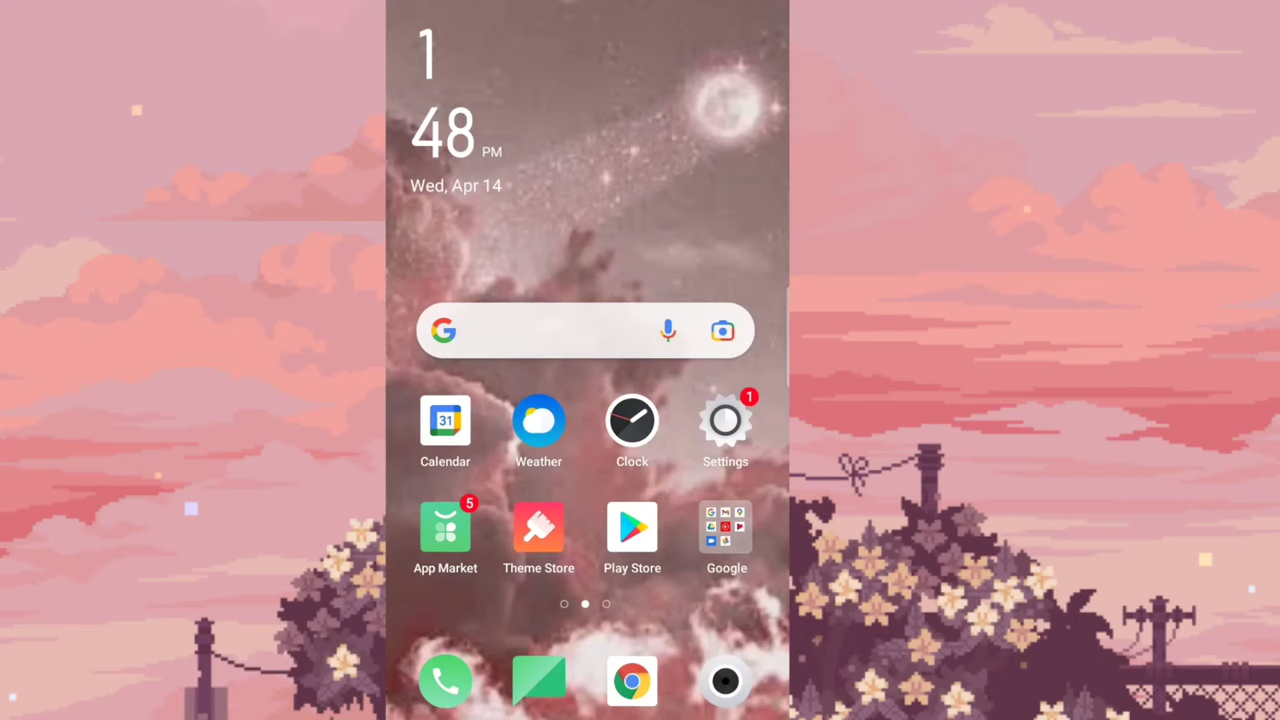 1
48 PM
Wed, Apr 14
31
1
Calendar
Weather
Clock
Settings
5
App Market
Theme Store
Play Store
Google